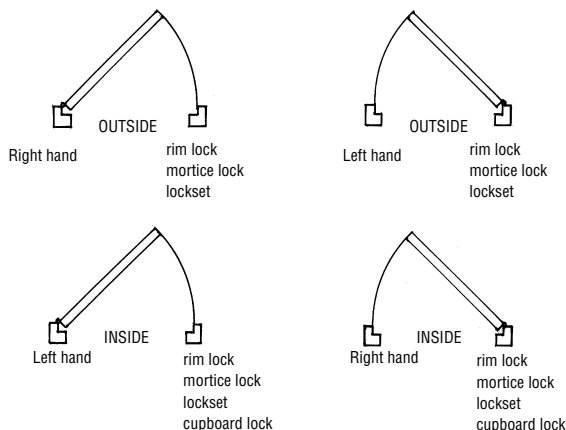 OUTSIDE
Right hand
rim lock
mortice lock
lockset
OUTSIDE
Left hand
rim lock
mortice lock
lockset
INSIDE
Left hand
rim lock
mortice lock
lockset
cupboard lock
INSIDE
Right hand
rim lock
mortice lock
lockset
cupboard lock